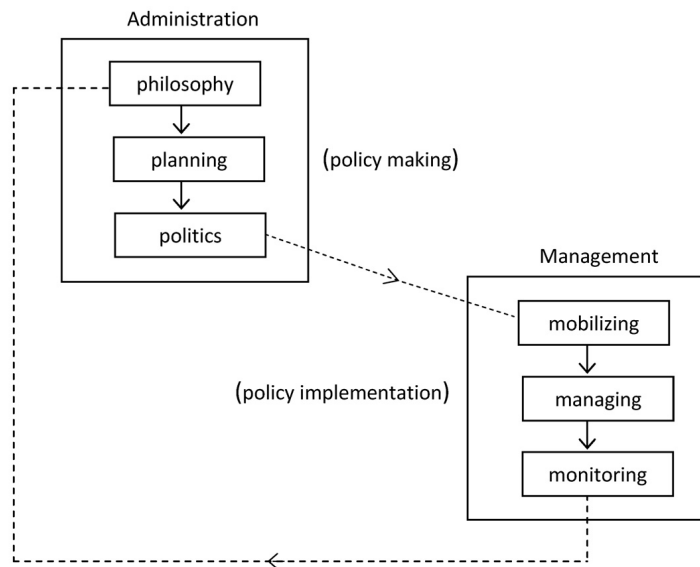 Administration
philosophy
planning
(policy making)
politics
Management
mobilizing
(policy implementation)
managing
monitoring